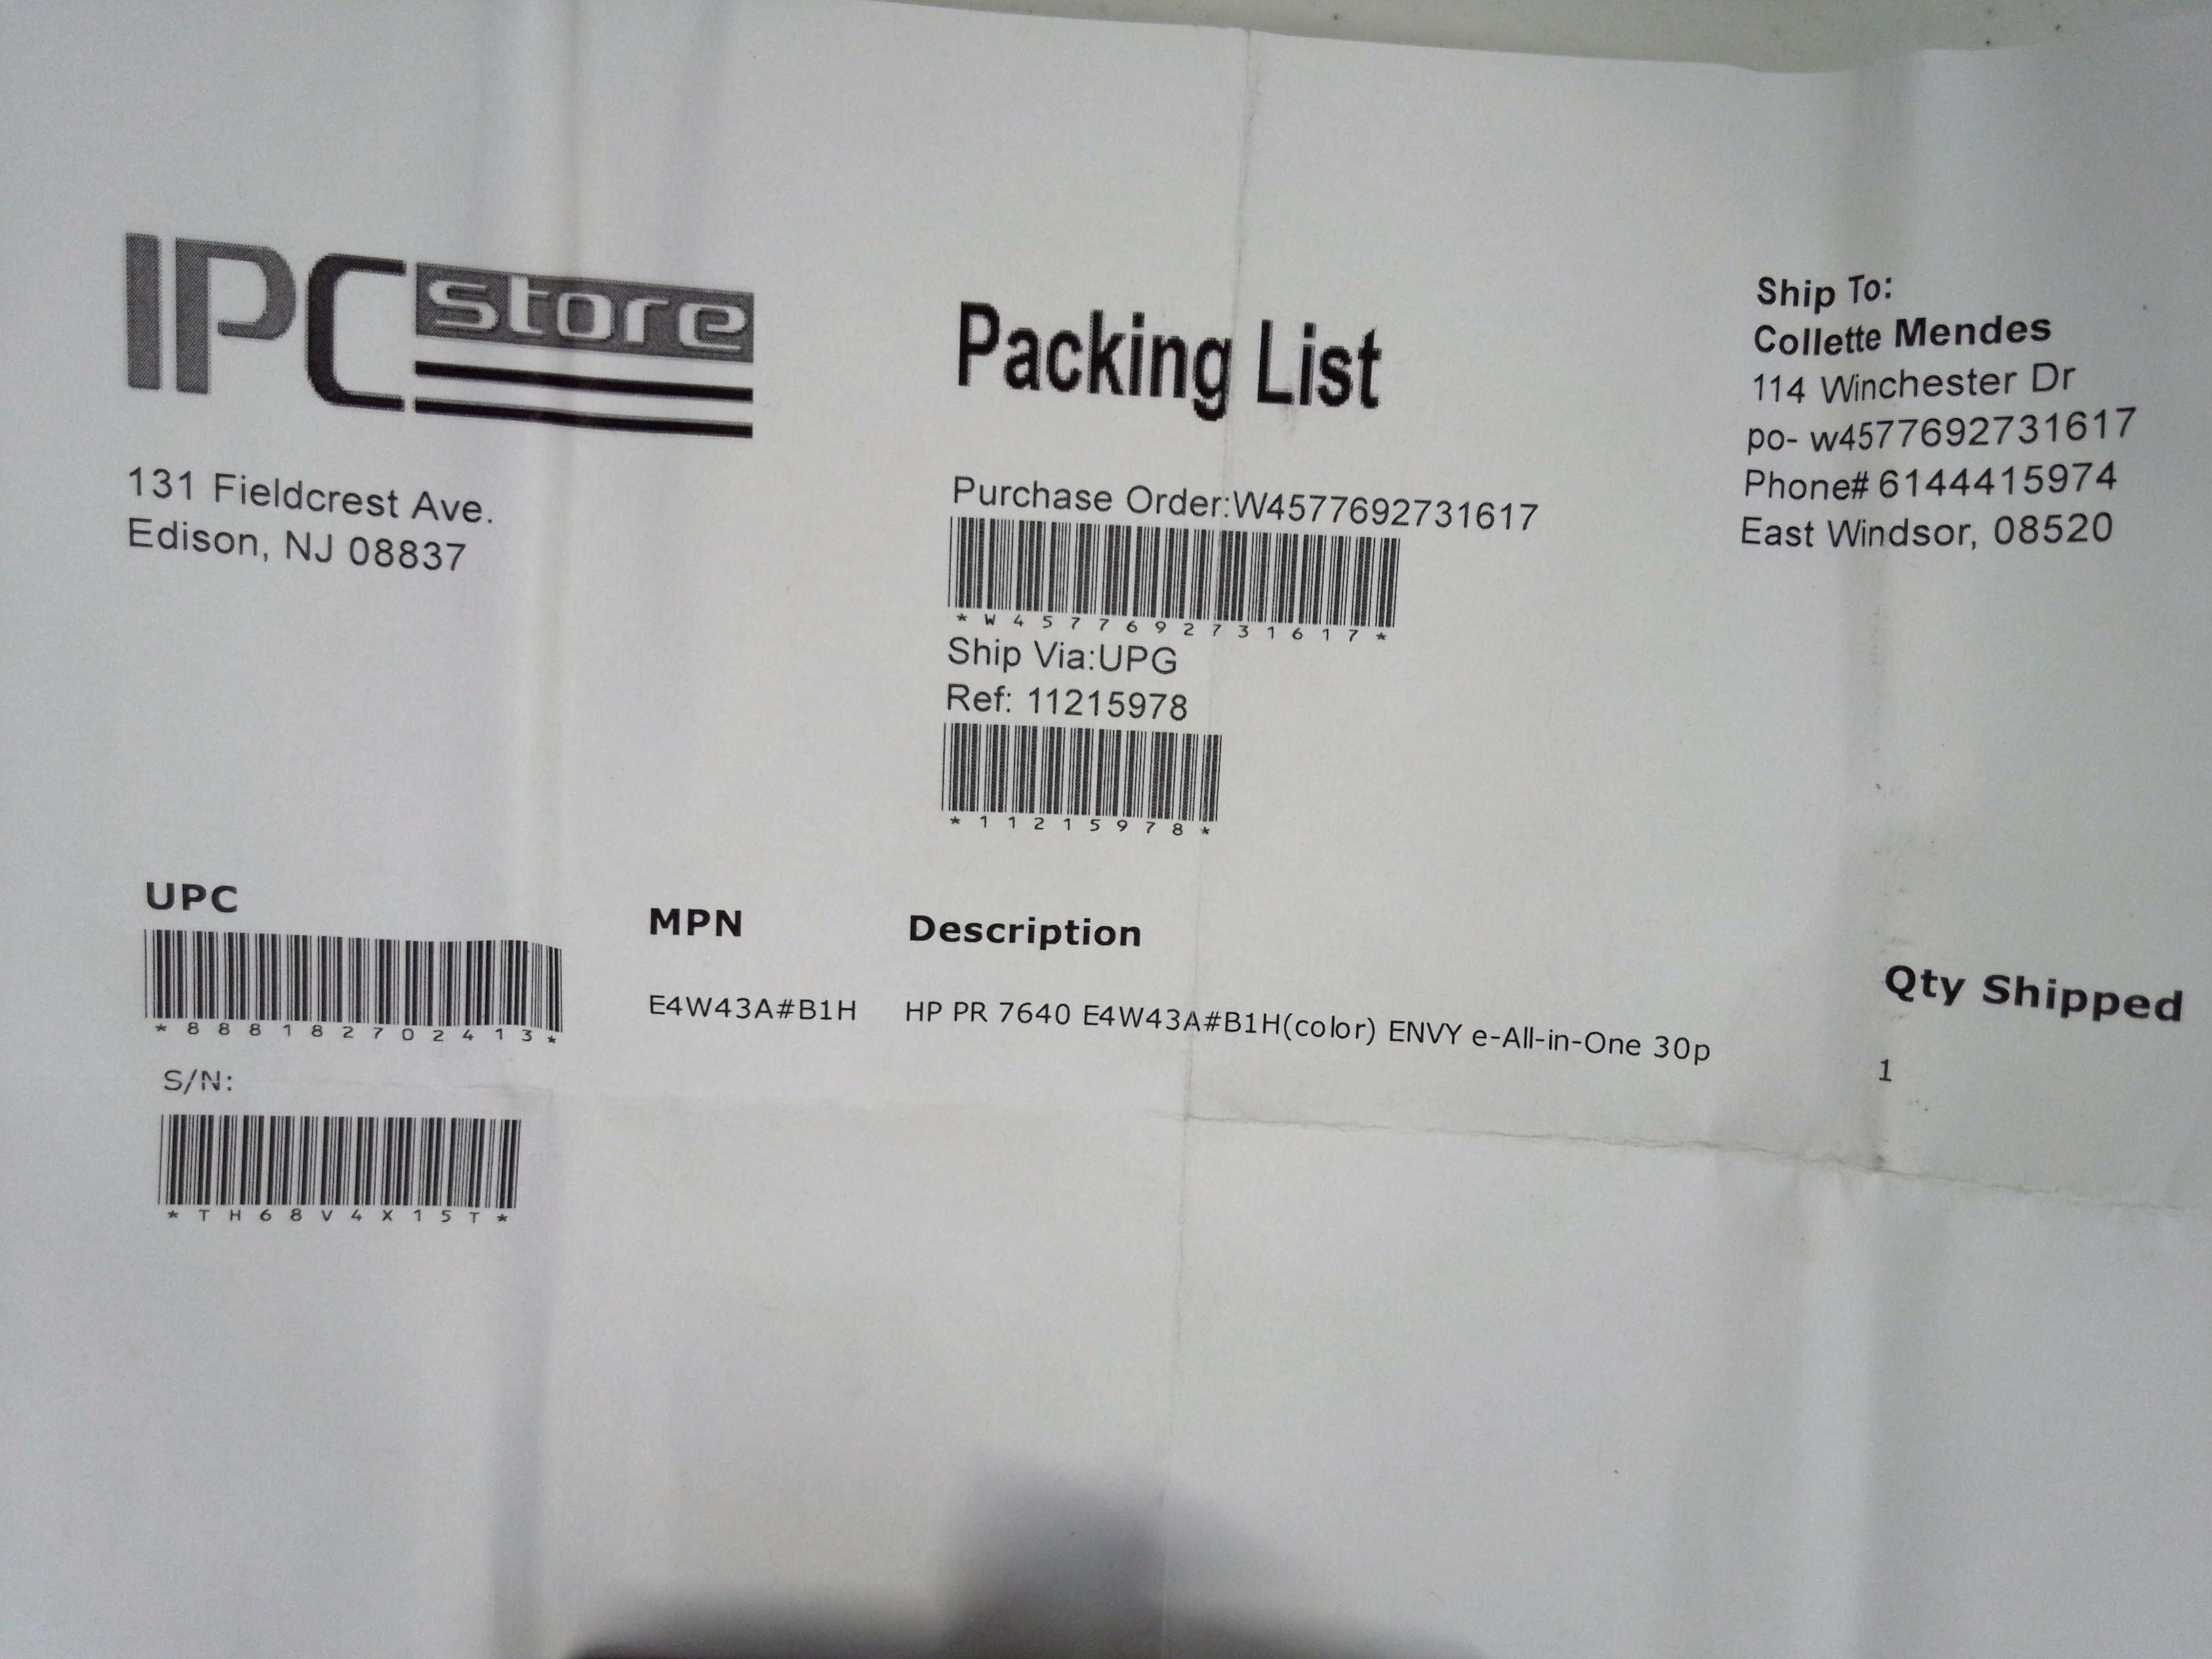 IPC store
131 Fieldcrest Ave.
Edison, NJ 08837
Packing List
Purchase Order:W4577692731617
*W4577692731617*
Ship Via:UPG
Ref: 11215978
*11215978*
Ship To:
Collette Mendes
114 Winchester Dr
po- w4577692731617
Phone# 6144415974
East Windsor, 08520
UPC
*888182702413*
S/N:
*TH68V4X15T*
MPN
E4W43A#B1H
Description
HP PR 7640 E4W43A#B1H(color) ENVY e-All-in-One 30p
Qty Shipped
1